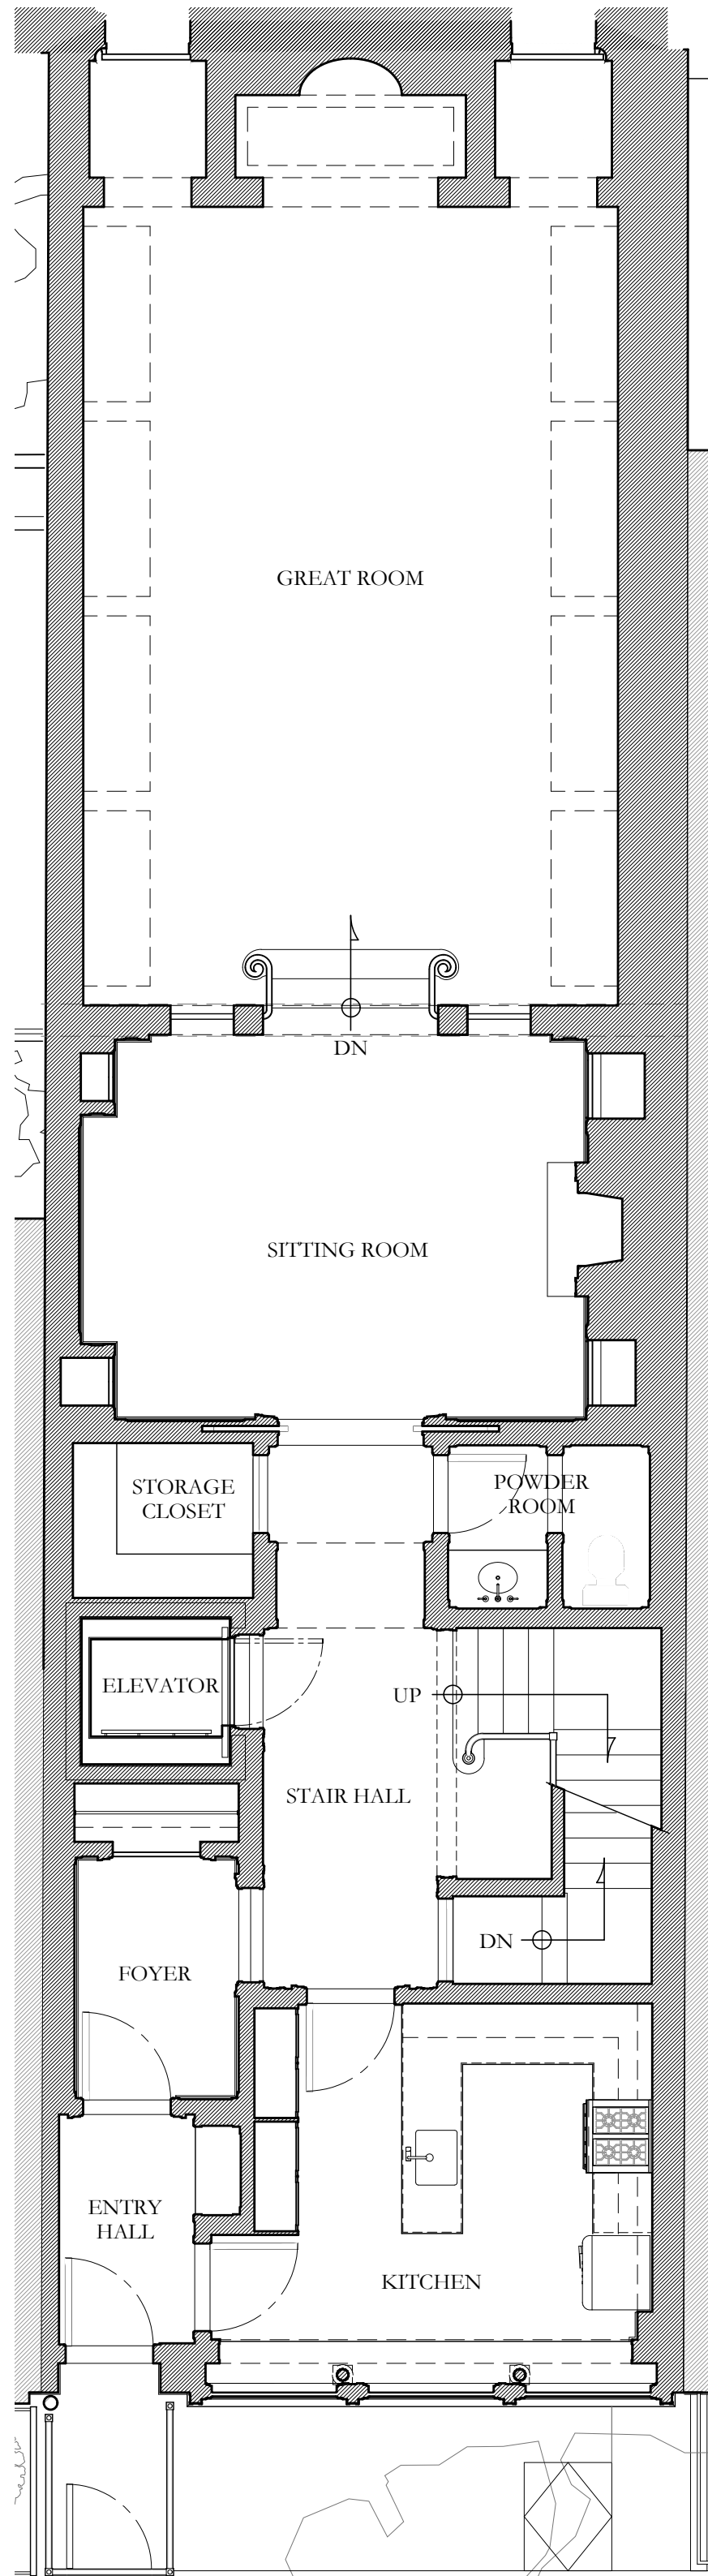 GREAT ROOM
DN
SITTING ROOM
STORAGE
CLOSET
POWDER
ROOM
ELEVATOR
UP
STAIR HALL
DN
FOYER
ENTRY
HALL
KITCHEN